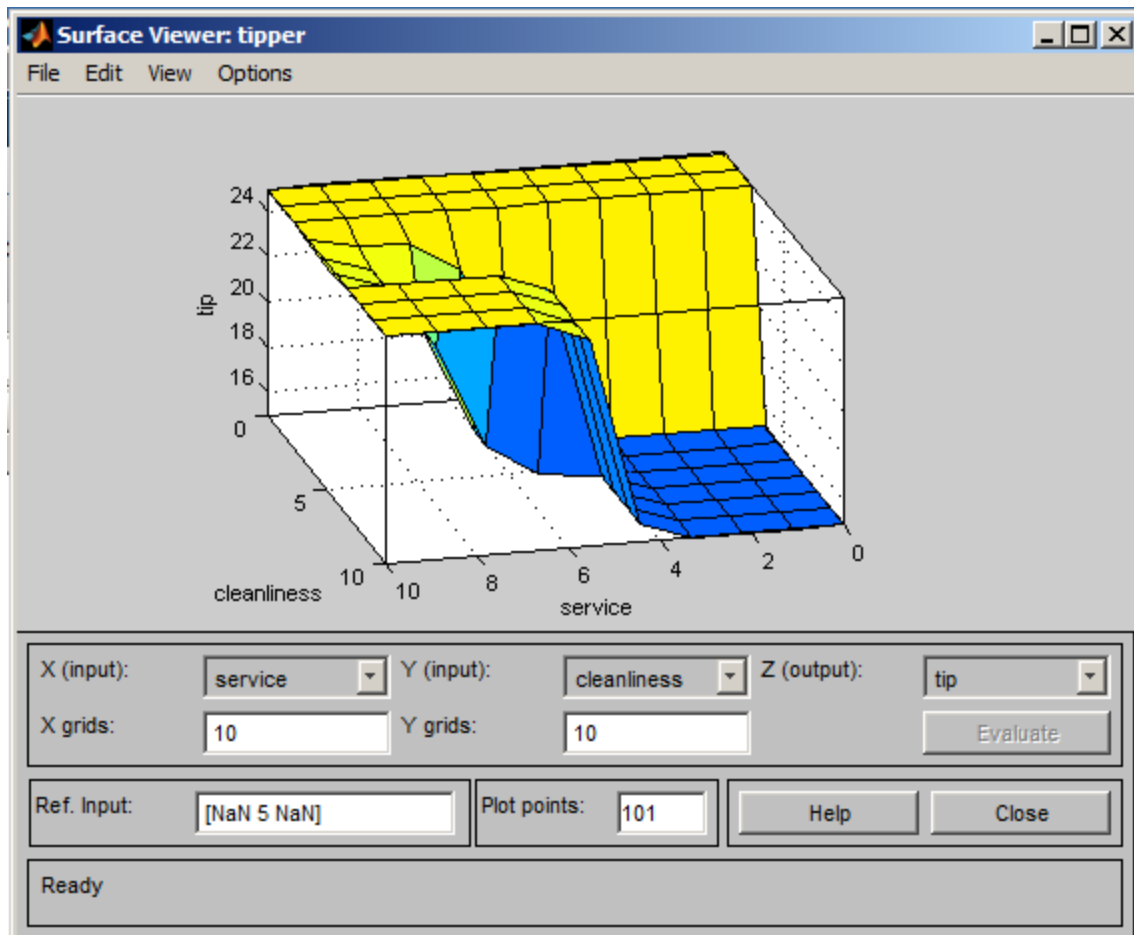 Surface Viewer: tipper
File Edit View Options
24
22
20
18
16
tip
0
5
10
cleanliness
10
8
6
4
2
0
service
X (input): service Y (input): cleanliness Z (output): tip
X grids: 10 Y grids: 10 Evaluate
Ref. Input: [NaN 5 NaN] Plot points: 101 Help Close
Ready